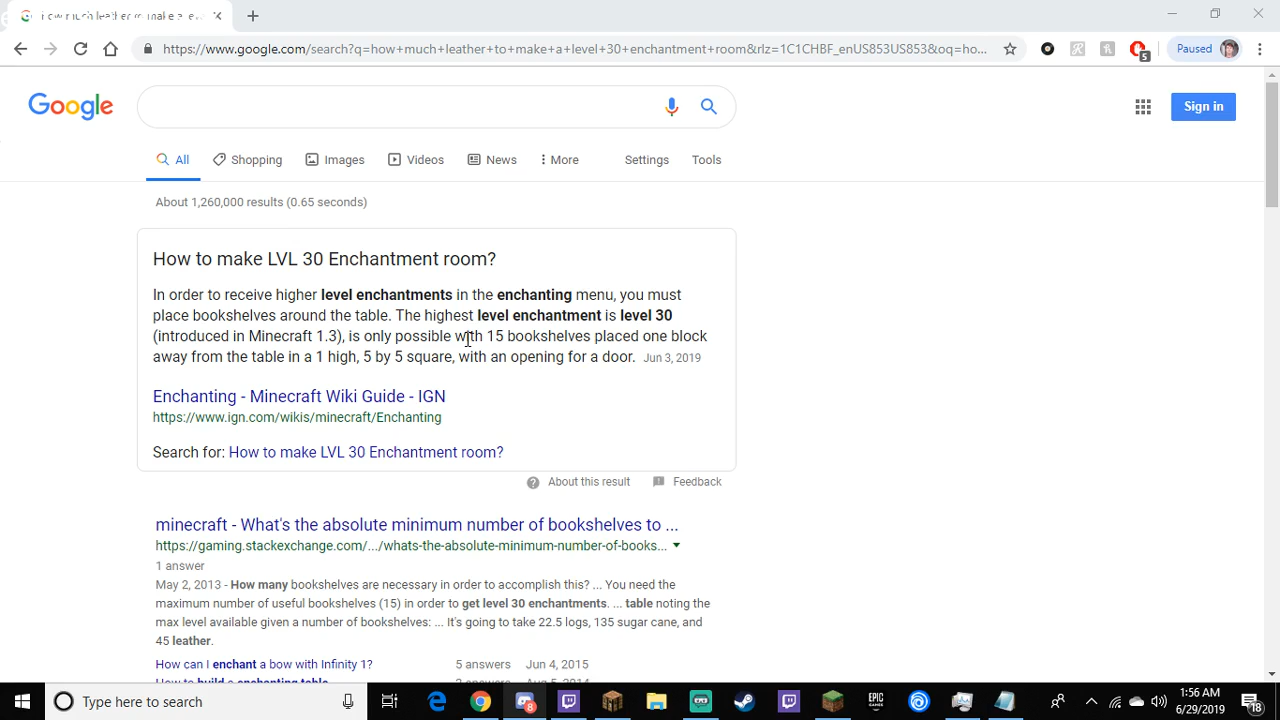 https://www.google.com/search?q=how+much+leather+to+make+a+level+30+enchantment+room&rlz=1C1CHBF_enUS853US853&oq=ho...
5
Paused
Google
Sign in
All
Shopping
Images
Videos
News
More
Settings
Tools
About 1,260,000 results (0.65 seconds)
How to make LVL 30 Enchantment room?
In order to receive higher level enchantments in the enchanting menu, you must
place bookshelves around the table. The highest level enchantment is level 30
(introduced in Minecraft 1.3), is only possible with 15 bookshelves placed one block
away from the table in a 1 high, 5 by 5 square, with an opening for a door. Jun 3, 2019
Enchanting - Minecraft Wiki Guide - IGN
https://www.ign.com/wikis/minecraft/Enchanting
Search for: How to make LVL 30 Enchantment room?
About this result
Feedback
minecraft - What's the absolute minimum number of bookshelves to ...
https://gaming.stackexchange.com/.../whats-the-absolute-minimum-number-of-books...
1 answer
May 2, 2013 - How many bookshelves are necessary in order to accomplish this? ... You need the
maximum number of useful bookshelves (15) in order to get level 30 enchantments. ... table noting the
max level available given a number of bookshelves: ... It's going to take 22.5 logs, 135 sugar cane, and
45 leather.
How can I enchant a bow with Infinity 1?
5 answers
Jun 4, 2015
Type here to search
8
EPIC
GAMES
1:56 AM
6/29/2019
18